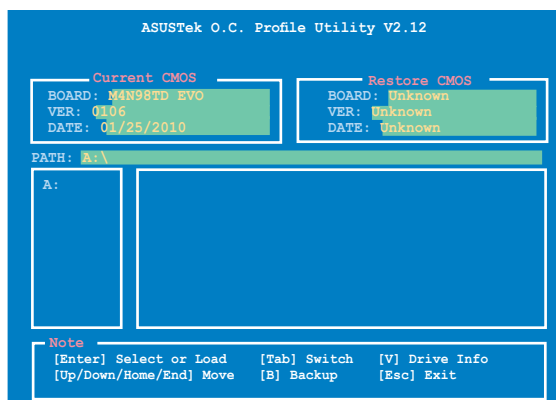 ASUSTek O.C. Profile Utility V2.12
Current CMOS
BOARD: M4N98TD EVO
VER: 0106
DATE: 01/25/2010
Restore CMOS
BOARD: Unknown
VER: Unknown
DATE: Unknown
PATH: A:\
A:
Note
[Enter] Select or Load [Tab] Switch [V] Drive Info
[Up/Down/Home/End] Move [B] Backup [Esc] Exit